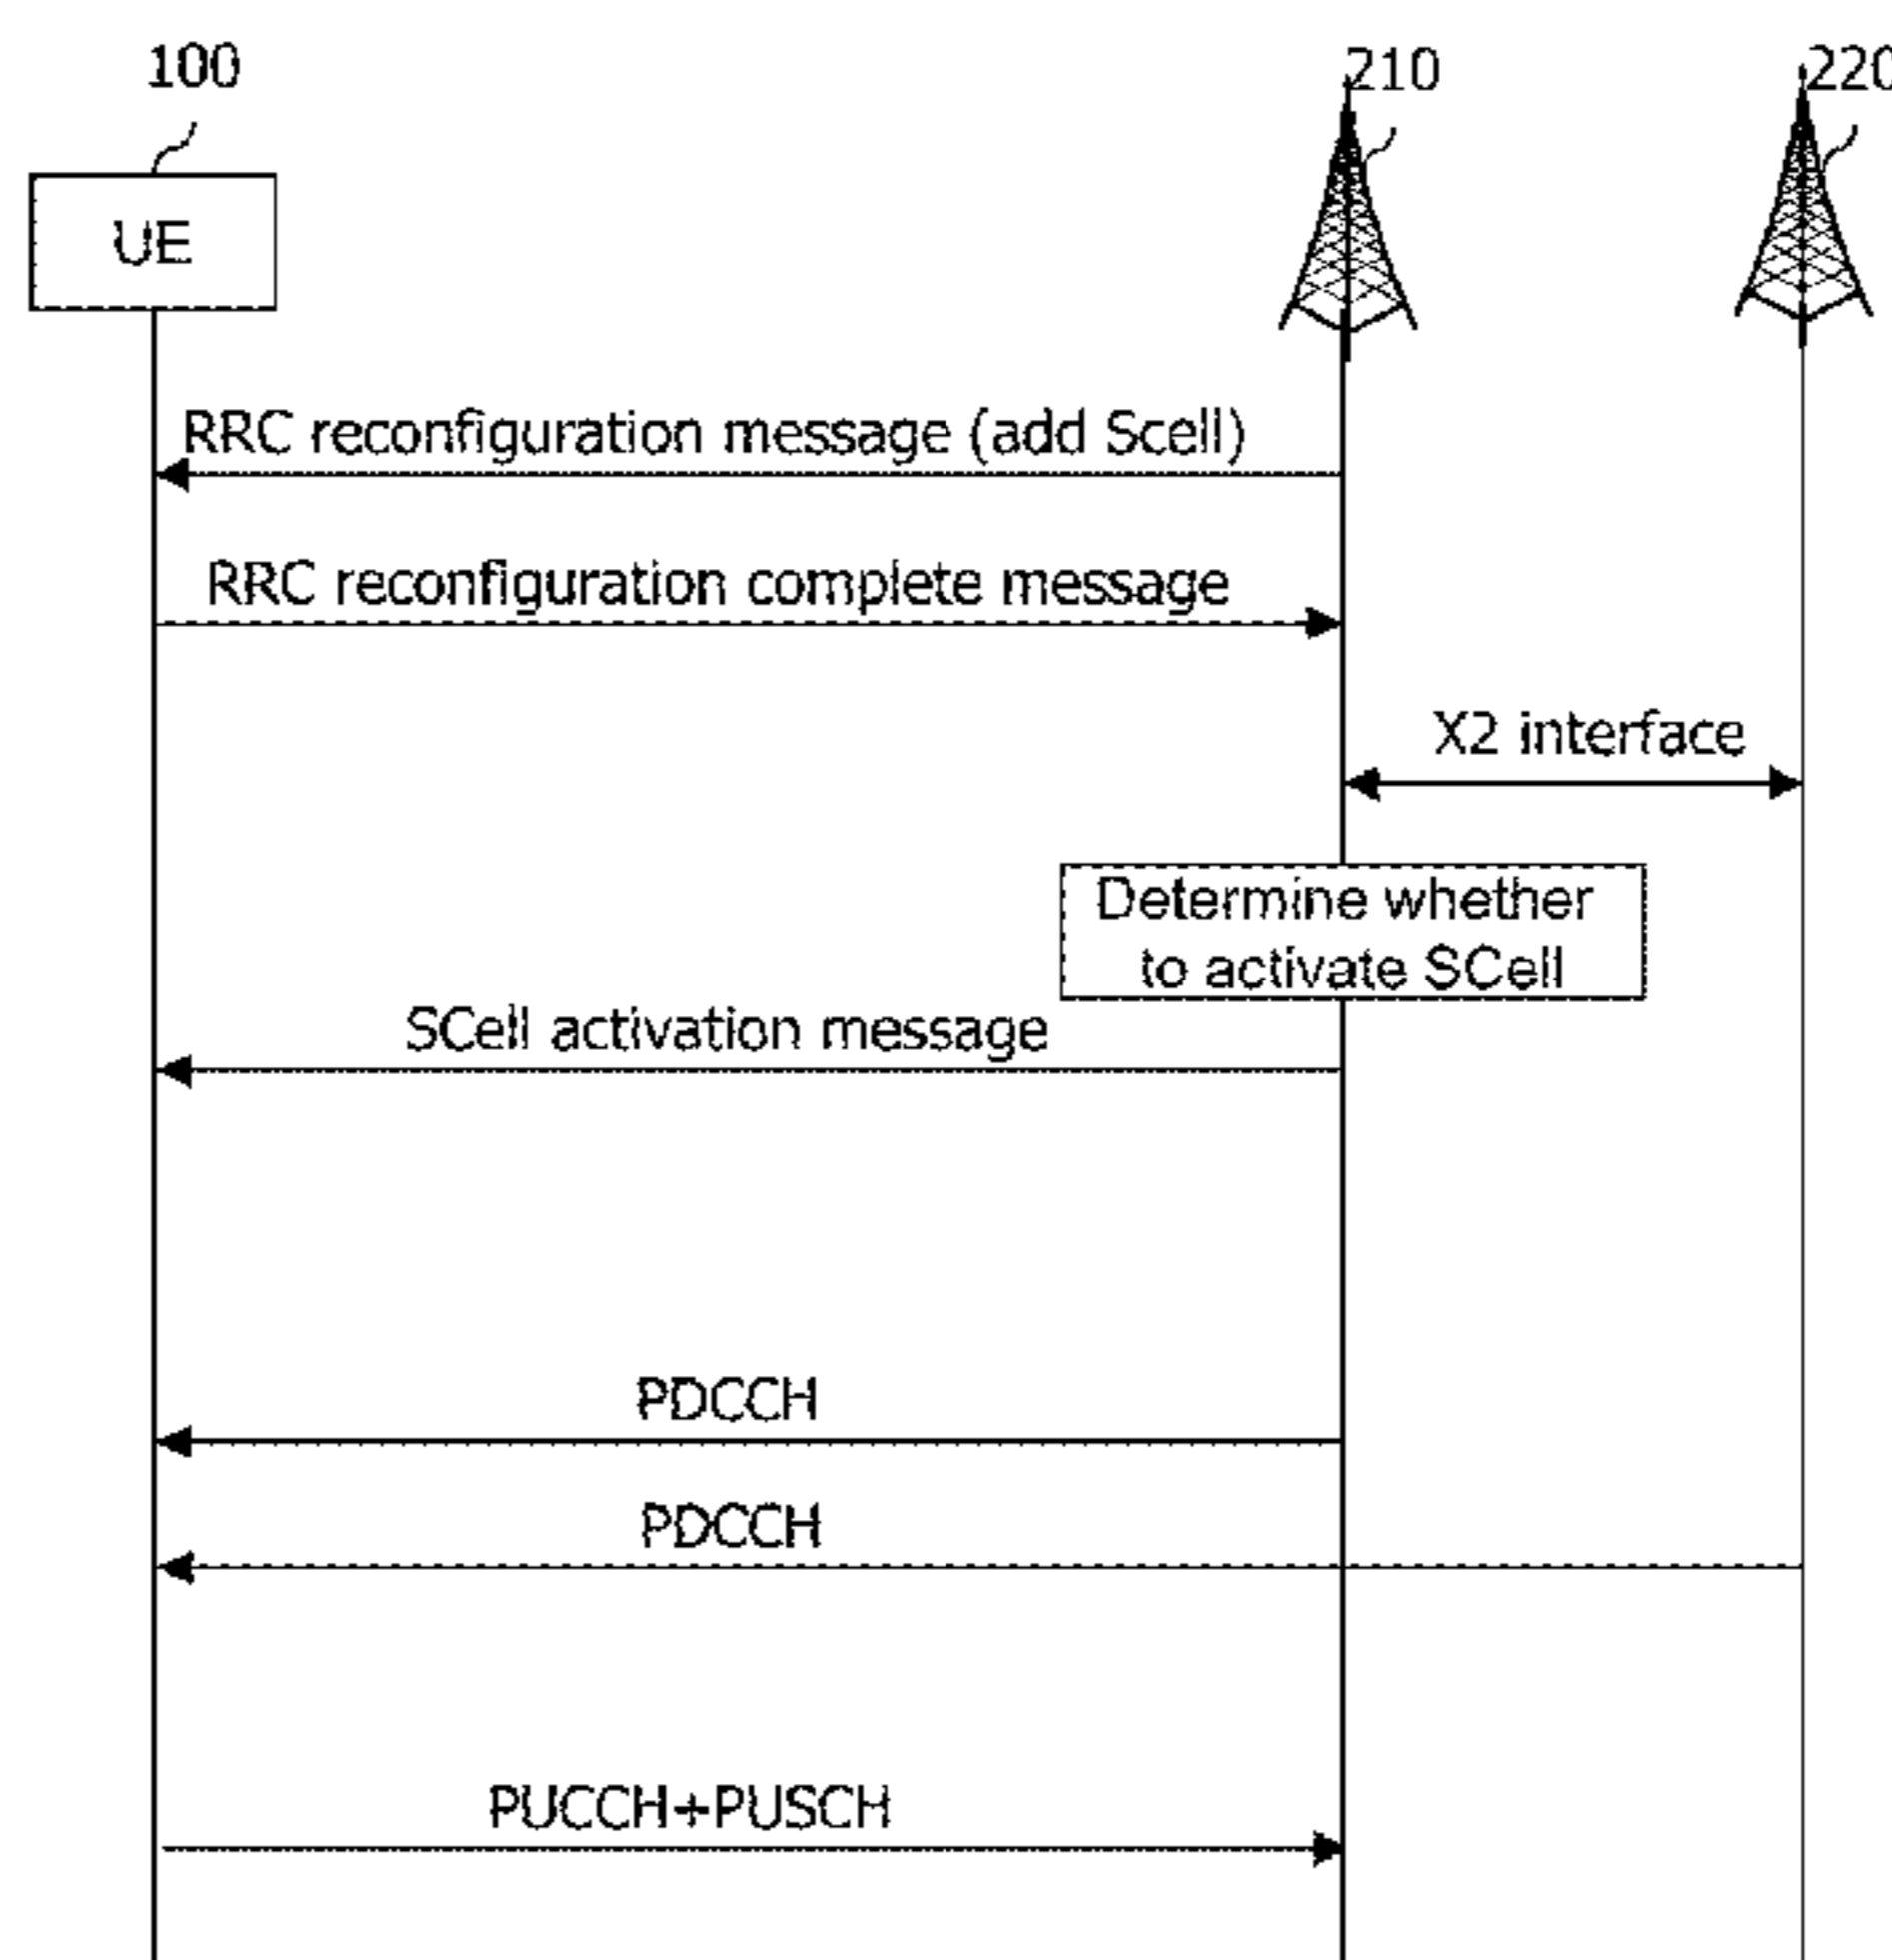 100
210
220
UE
RRC reconfiguration message (add Scell)
RRC reconfiguration complete message
X2 interface
Determine whether
to activate SCell
SCell activation message
PDCCH
PDCCH
PUCCH+PUSCH